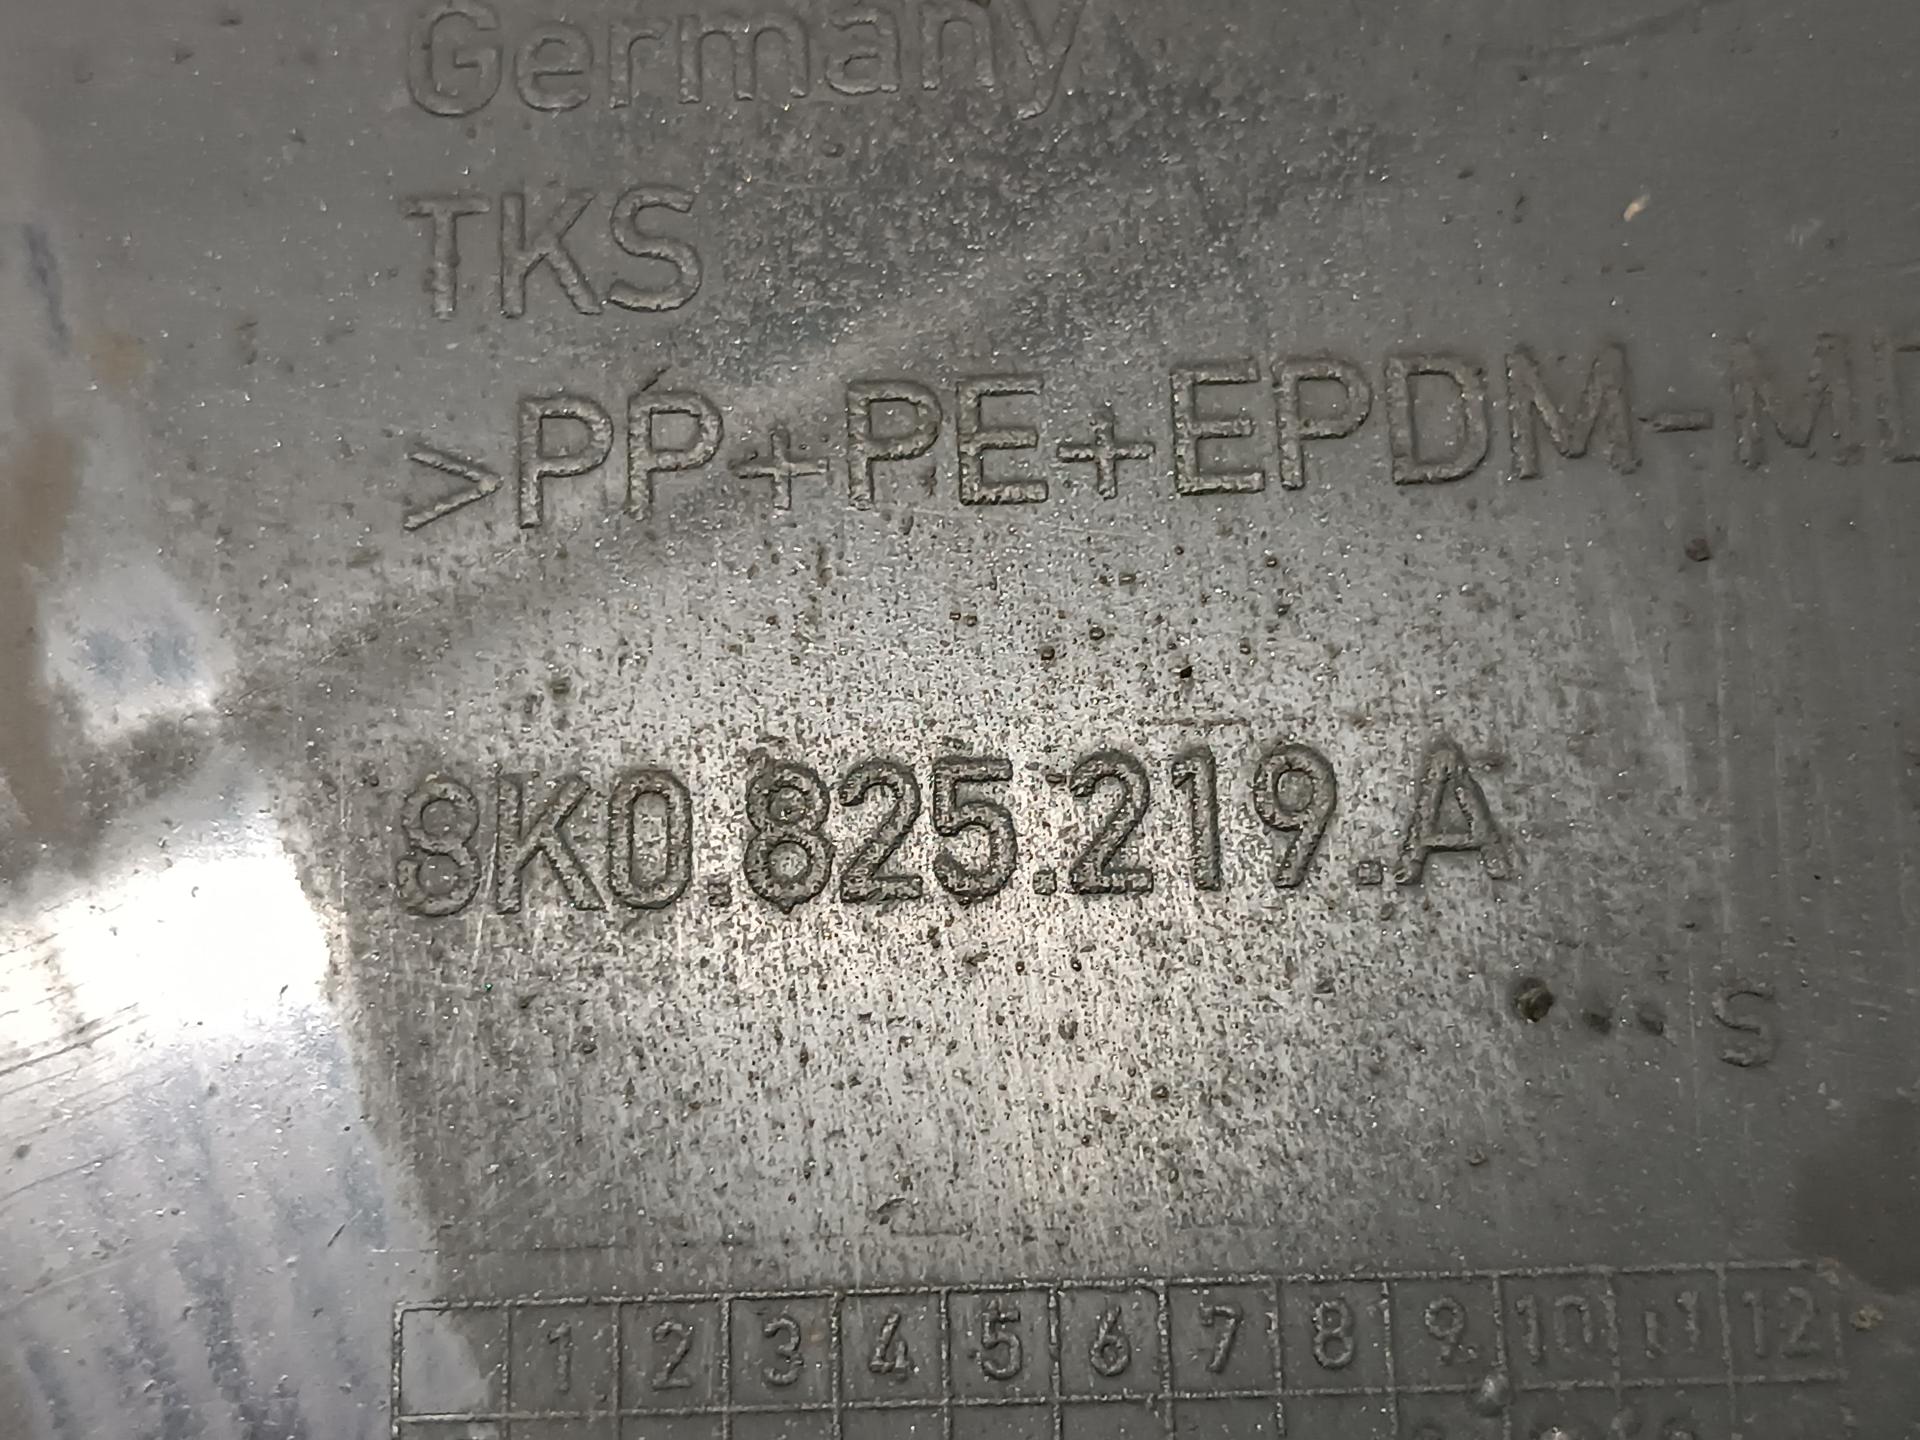 Germany
TKS
>PP+PE+EPDM-MD
8K0.825.219.A
S
1 2 3 4 5 6 7 8 9 10 11 12